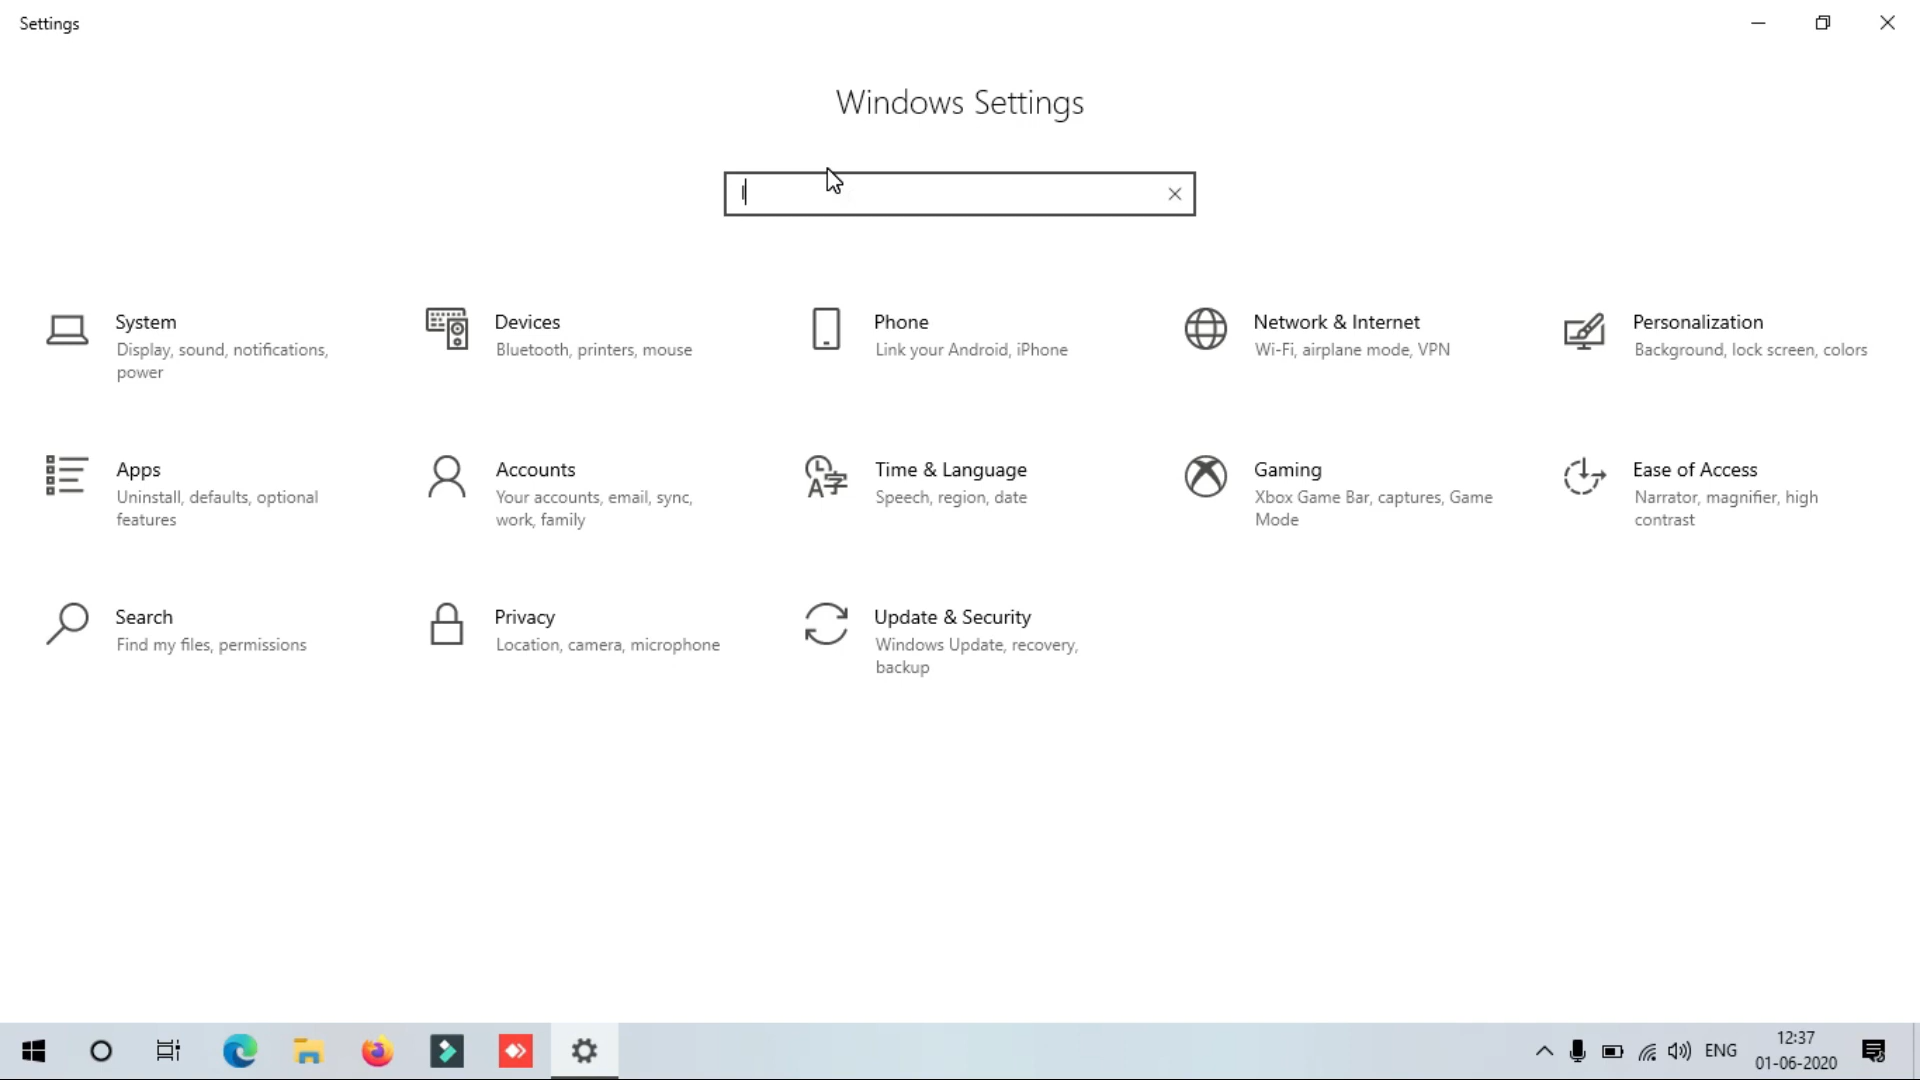 Settings
Windows Settings
l
System
Display, sound, notifications,
power
Devices
Bluetooth, printers, mouse
Phone
Link your Android, iPhone
Network & Internet
Wi-Fi, airplane mode, VPN
Personalization
Background, lock screen, colors
Apps
Uninstall, defaults, optional
features
Accounts
Your accounts, email, sync,
work, family
Time & Language
Speech, region, date
Gaming
Xbox Game Bar, captures, Game
Mode
Ease of Access
Narrator, magnifier, high
contrast
Search
Find my files, permissions
Privacy
Location, camera, microphone
Update & Security
Windows Update, recovery,
backup
ENG
12:37
01-06-2020